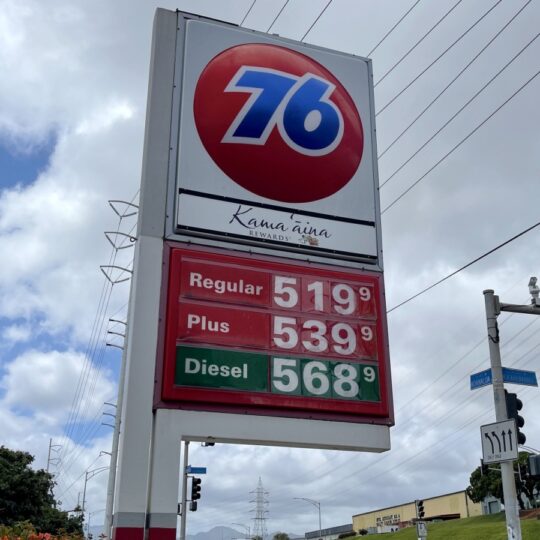 76
Kama'āina
REWARDS
Regular 519 9
Plus 539 9
Diesel 568 9